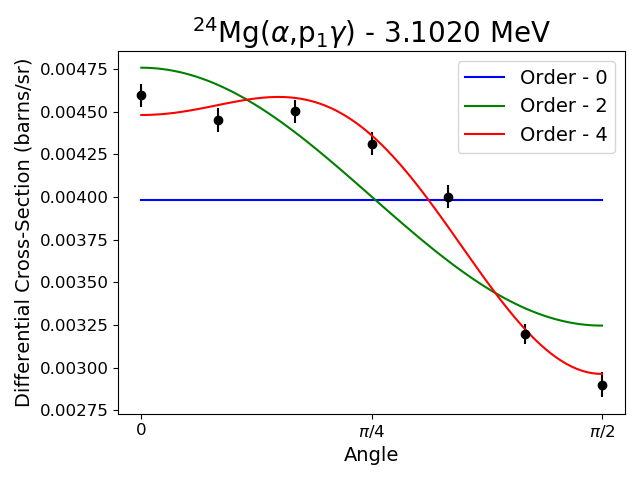 ²⁴Mg(α,p₁γ) - 3.1020 MeV
Differential Cross-Section (barns/sr)
0.00475
0.00450
0.00425
0.00400
0.00375
0.00350
0.00325
0.00300
0.00275
Order - 0
Order - 2
Order - 4
0
π/4
π/2
Angle